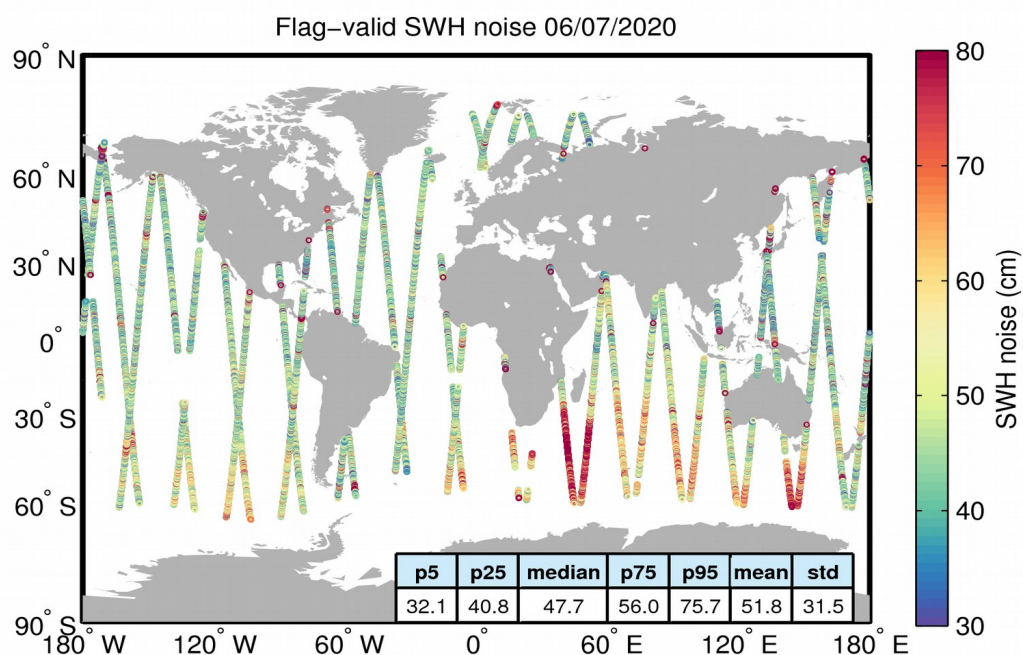 Flag−valid SWH noise 06/07/2020
90° N
60° N
30° N
0°
30° S
60° S
90° S
180° W
120° W
60° W
0°
60° E
120° E
180° E
p5 p25 median p75 p95 mean std
32.1 40.8 47.7 56.0 75.7 51.8 31.5
80
70
60
50
40
30
SWH noise (cm)